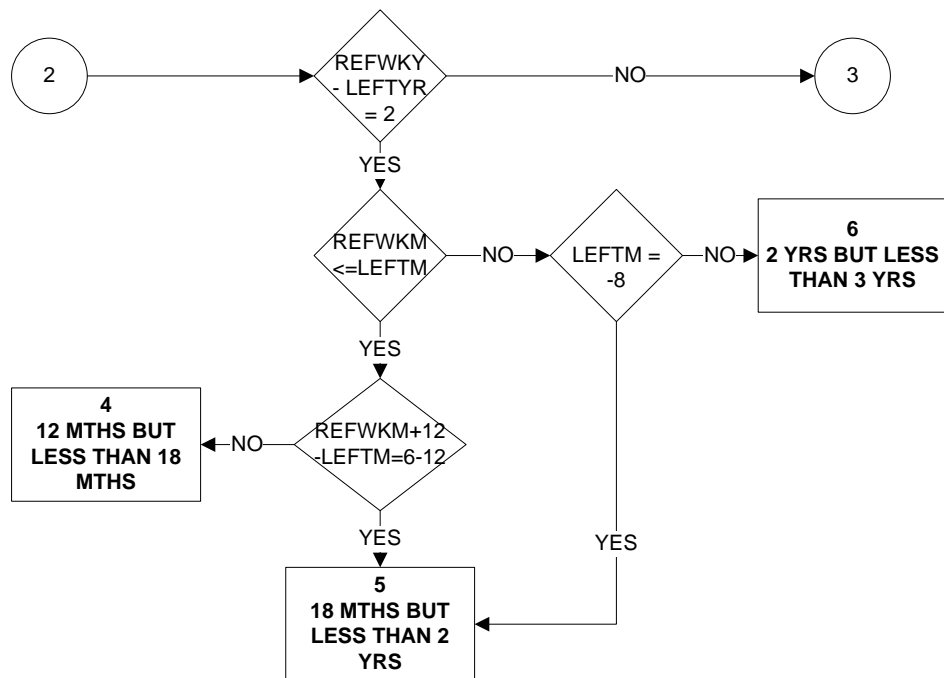 2
REFWKY
- LEFTYR
= 2
NO
3
YES
REFWKM
<=LEFTM
NO
LEFTM =
-8
NO
6
2 YRS BUT LESS
THAN 3 YRS
YES
4
12 MTHS BUT
LESS THAN 18
MTHS
NO
REFWKM+12
-LEFTM=6-12
YES
YES
5
18 MTHS BUT
LESS THAN 2
YRS